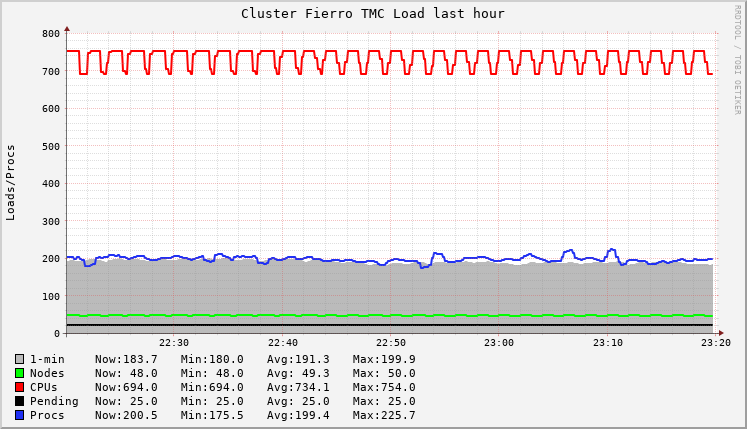 Cluster Fierro TMC Load last hour
RRDTOOL / TOBI OETIKER
Loads/Procs
800
700
600
500
400
300
200
100
0
22:30 22:40 22:50 23:00 23:10 23:20
1-min Now:183.7 Min:180.0 Avg:191.3 Max:199.9
Nodes Now: 48.0 Min: 48.0 Avg: 49.3 Max: 50.0
CPUs Now:694.0 Min:694.0 Avg:734.1 Max:754.0
Pending Now: 25.0 Min: 25.0 Avg: 25.0 Max: 25.0
Procs Now:200.5 Min:175.5 Avg:199.4 Max:225.7